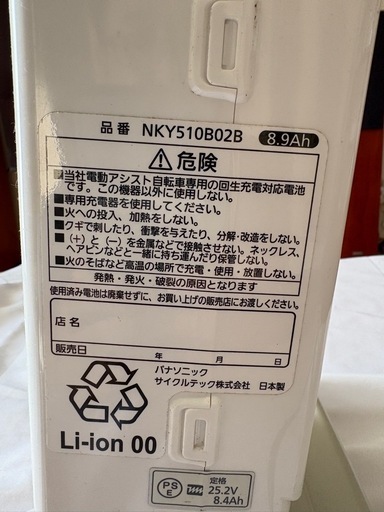 品番 NKY510B02B 8.9Ah
⚠危険
■当社電動アシスト自転車専用の回生充電対応電池
です。この機器以外に使用しない。
■専用充電器を使用してください。
■火への投入、加熱をしない。
■クギで刺したり、衝撃を与えたり、分解・改造をしない。
■(+)と(−)を金属などで接触させない。ネックレス、
ヘアピンなどと一緒に持ち運んだり保管しない。
■火のそばなど高温の場所で充電・使用・放置しない。
発熱・発火・破裂の原因となります
使用済み電池は廃棄せずに、お買い上げの販売店にお渡しください。
店名
販売日 年 月 日
パナソニック
サイクルテック株式会社 日本製
Li-ion 00
PS
E
定格
25.2V
8.4Ah